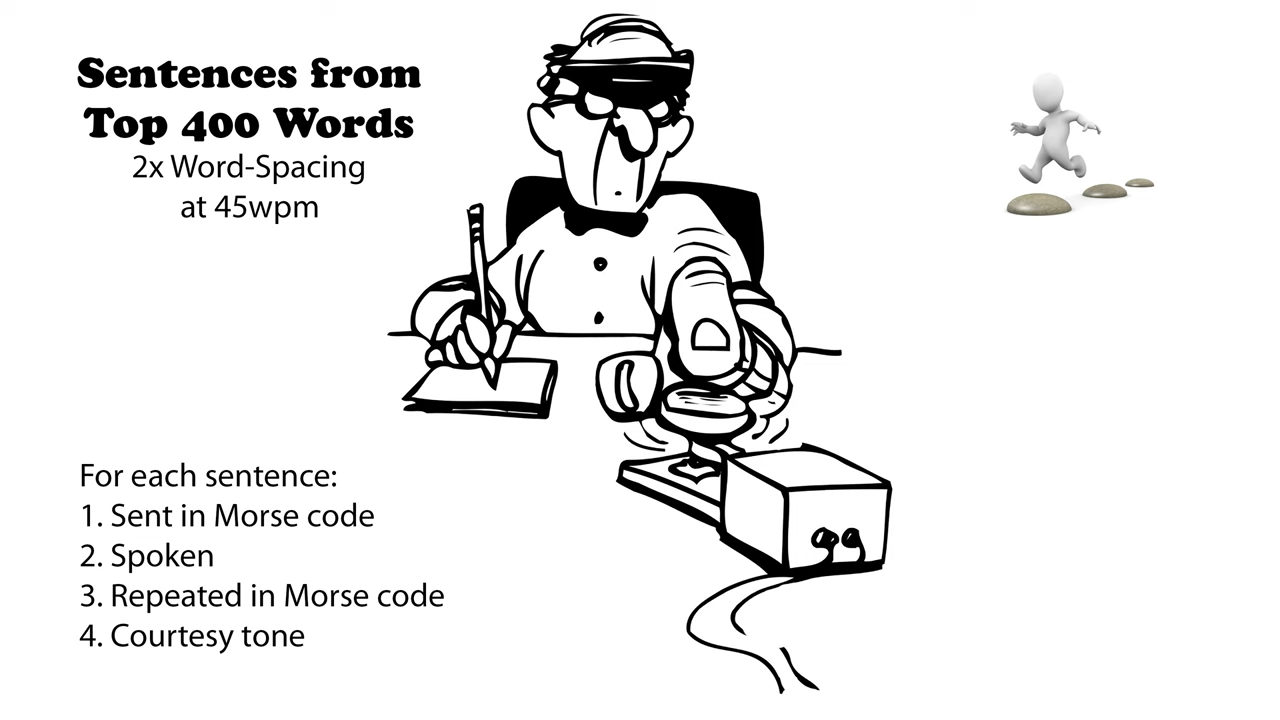 Sentences from
Top 400 Words
2x Word-Spacing
at 45wpm
For each sentence:
1. Sent in Morse code
2. Spoken
3. Repeated in Morse code
4. Courtesy tone